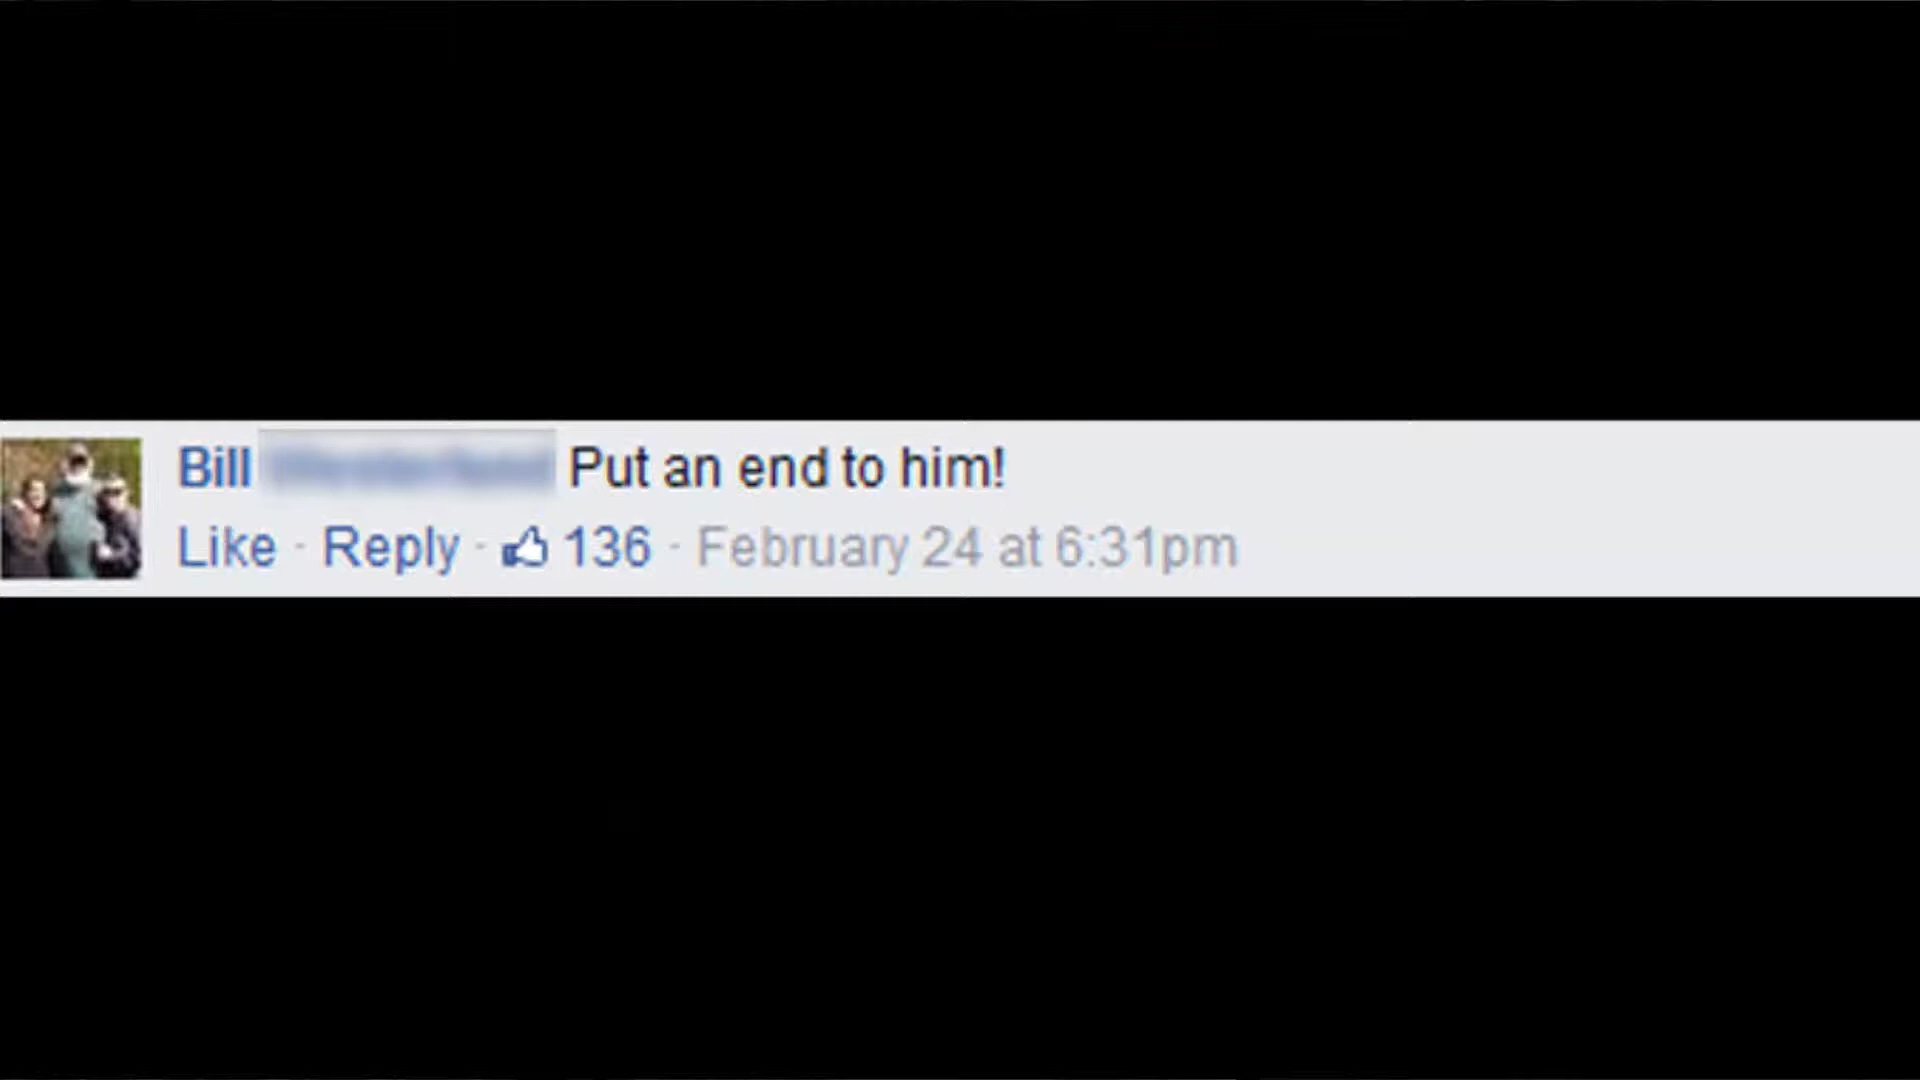 Bill Put an end to him!
Like · Reply · 136 · February 24 at 6:31pm